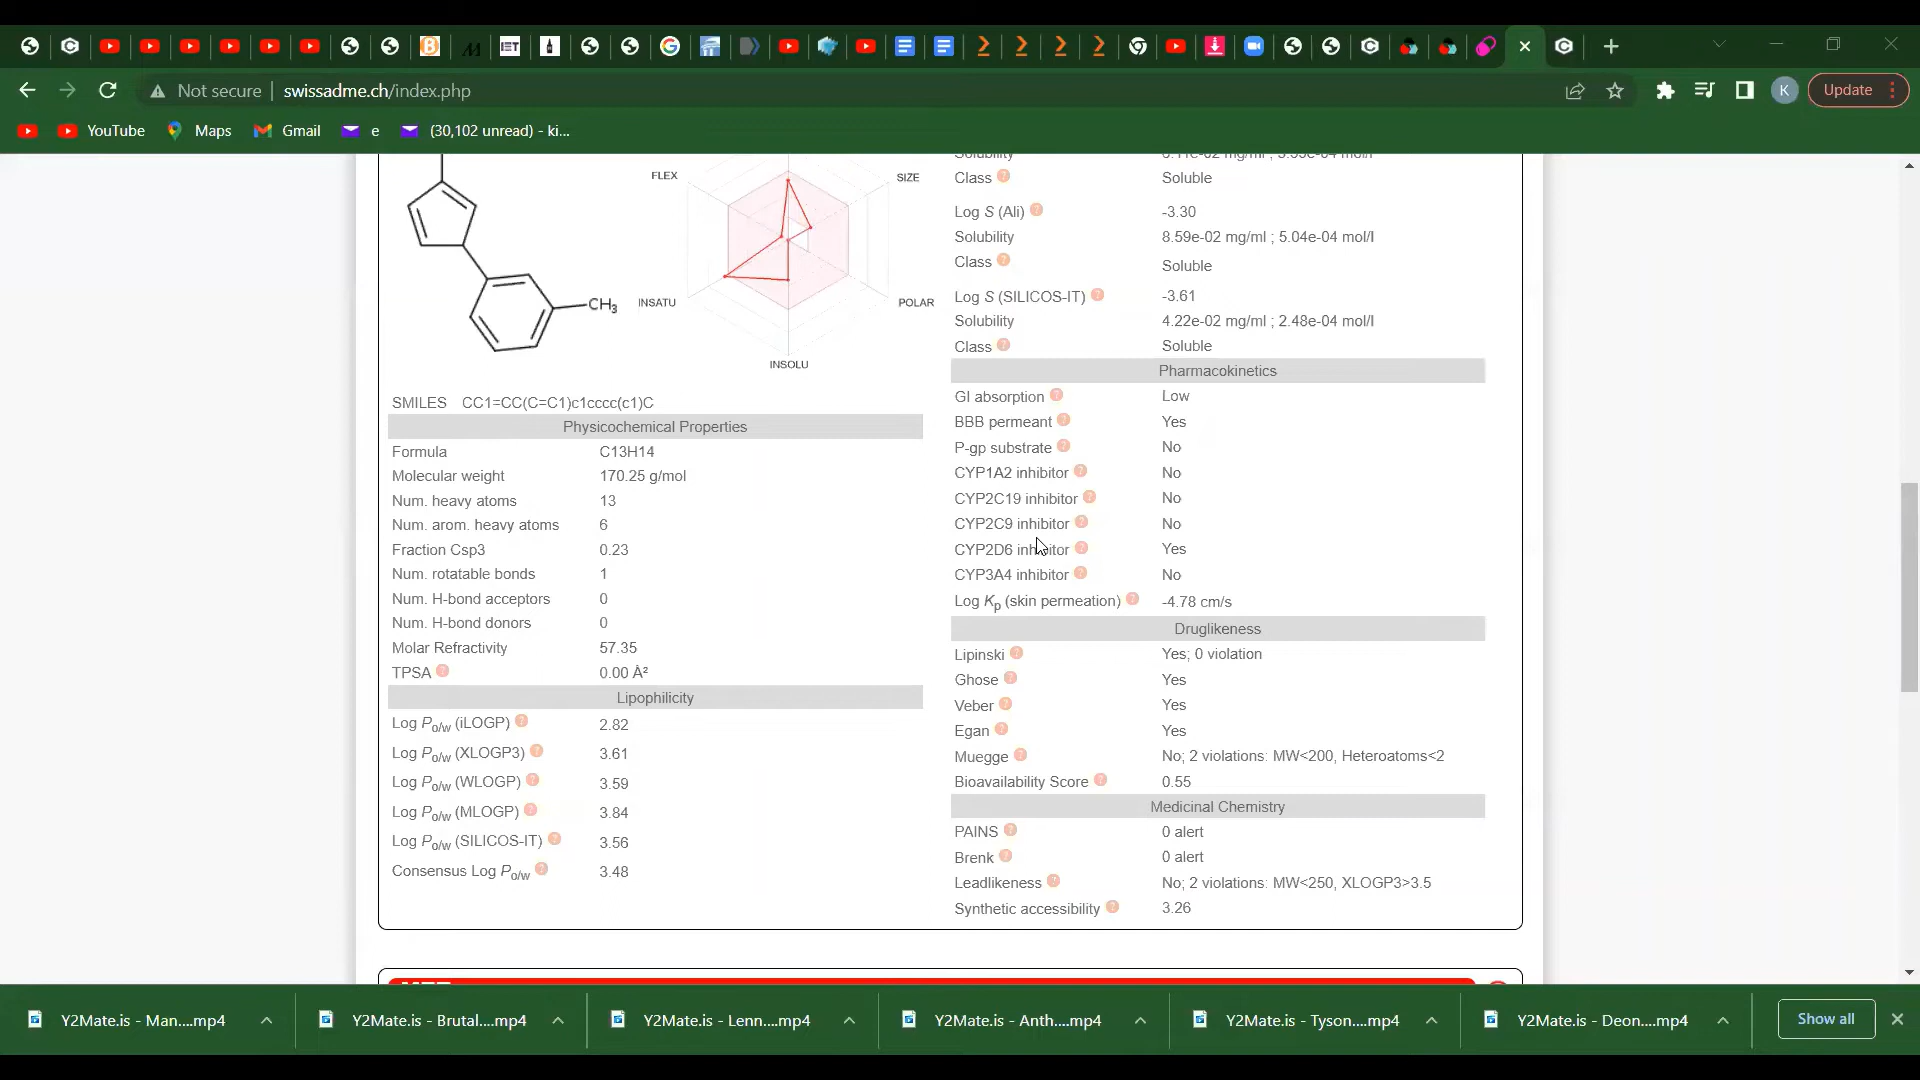 Not secure | swissadme.ch/index.php
K
Update
YouTube
Maps
Gmail
e
(30,102 unread) - ki...
FLEX
SIZE
INSATU
POLAR
INSOLU
CH3
SMILES CC1=CC(C=C1)c1cccc(c1)C
Physicochemical Properties
Formula C13H14
Molecular weight 170.25 g/mol
Num. heavy atoms 13
Num. arom. heavy atoms 6
Fraction Csp3 0.23
Num. rotatable bonds 1
Num. H-bond acceptors 0
Num. H-bond donors 0
Molar Refractivity 57.35
TPSA ? 0.00 Å²
Lipophilicity
Log Po/w (iLOGP) ? 2.82
Log Po/w (XLOGP3) ? 3.61
Log Po/w (WLOGP) ? 3.59
Log Po/w (MLOGP) ? 3.84
Log Po/w (SILICOS-IT) ? 3.56
Consensus Log Po/w ? 3.48
Solubility
Class ? Soluble
Log S (Ali) ? -3.30
Solubility 8.59e-02 mg/ml ; 5.04e-04 mol/l
Class ? Soluble
Log S (SILICOS-IT) ? -3.61
Solubility 4.22e-02 mg/ml ; 2.48e-04 mol/l
Class ? Soluble
Pharmacokinetics
GI absorption ? Low
BBB permeant ? Yes
P-gp substrate ? No
CYP1A2 inhibitor ? No
CYP2C19 inhibitor ? No
CYP2C9 inhibitor ? No
CYP2D6 inhibitor ? Yes
CYP3A4 inhibitor ? No
Log Kp (skin permeation) ? -4.78 cm/s
Druglikeness
Lipinski ? Yes; 0 violation
Ghose ? Yes
Veber ? Yes
Egan ? Yes
Muegge ? No; 2 violations: MW<200, Heteroatoms<2
Bioavailability Score ? 0.55
Medicinal Chemistry
PAINS ? 0 alert
Brenk ? 0 alert
Leadlikeness ? No; 2 violations: MW<250, XLOGP3>3.5
Synthetic accessibility ? 3.26
Y2Mate.is - Man....mp4
Y2Mate.is - Brutal....mp4
Y2Mate.is - Lenn....mp4
Y2Mate.is - Anth....mp4
Y2Mate.is - Tyson....mp4
Y2Mate.is - Deon....mp4
Show all